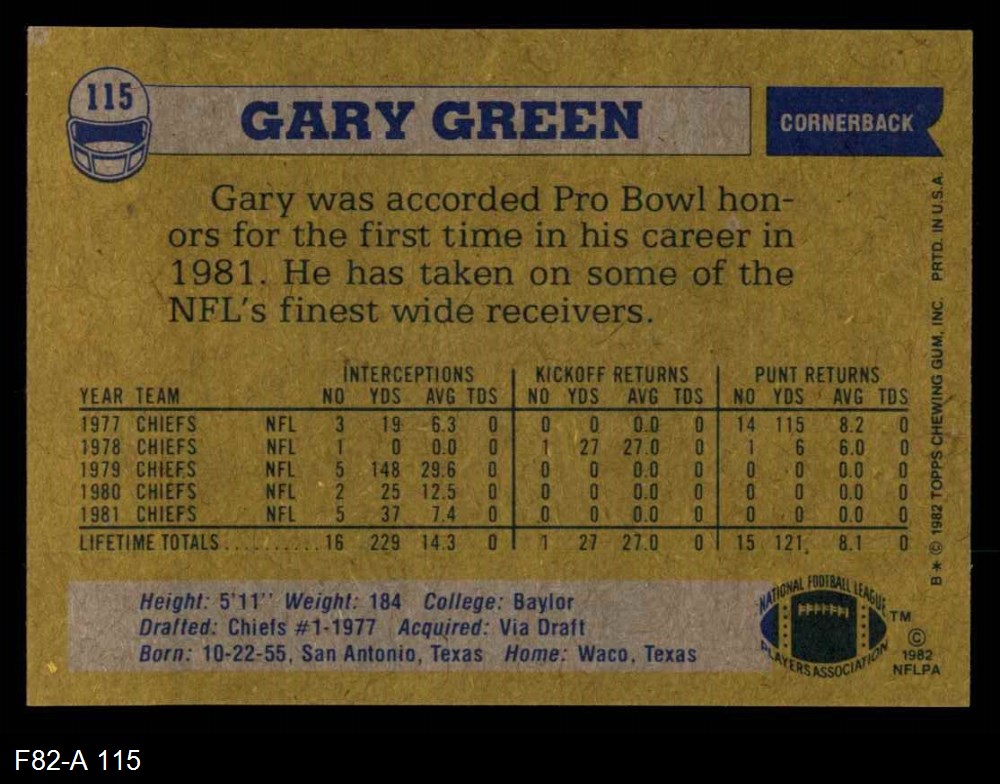 115
GARY GREEN
CORNERBACK
Gary was accorded Pro Bowl hon-
ors for the first time in his career in
1981. He has taken on some of the
NFL's finest wide receivers.
INTERCEPTIONS KICKOFF RETURNS PUNT RETURNS
YEAR TEAM NO YDS AVG TDS NO YDS AVG TDS NO YDS AVG TDS
1977 CHIEFS NFL 3 19 6.3 0 0 0 0.0 0 14 115 8.2 0
1978 CHIEFS NFL 1 0 0.0 0 1 27 27.0 0 1 6 6.0 0
1979 CHIEFS NFL 5 148 29.6 0 0 0 0.0 0 0 0 0.0 0
1980 CHIEFS NFL 2 25 12.5 0 0 0 0.0 0 0 0 0.0 0
1981 CHIEFS NFL 5 37 7.4 0 0 0 0.0 0 0 0 0.0 0
LIFETIME TOTALS.......... 16 229 14.3 0 1 27 27.0 0 15 121 8.1 0
Height: 5'11" Weight: 184 College: Baylor
Drafted: Chiefs #1-1977 Acquired: Via Draft
Born: 10-22-55, San Antonio, Texas Home: Waco, Texas
NATIONAL FOOTBALL LEAGUE
PLAYERS ASSOCIATION
TM
©
1982
NFLPA
B * © 1982 TOPPS CHEWING GUM, INC. PRTD. IN U.S.A.
F82-A 115